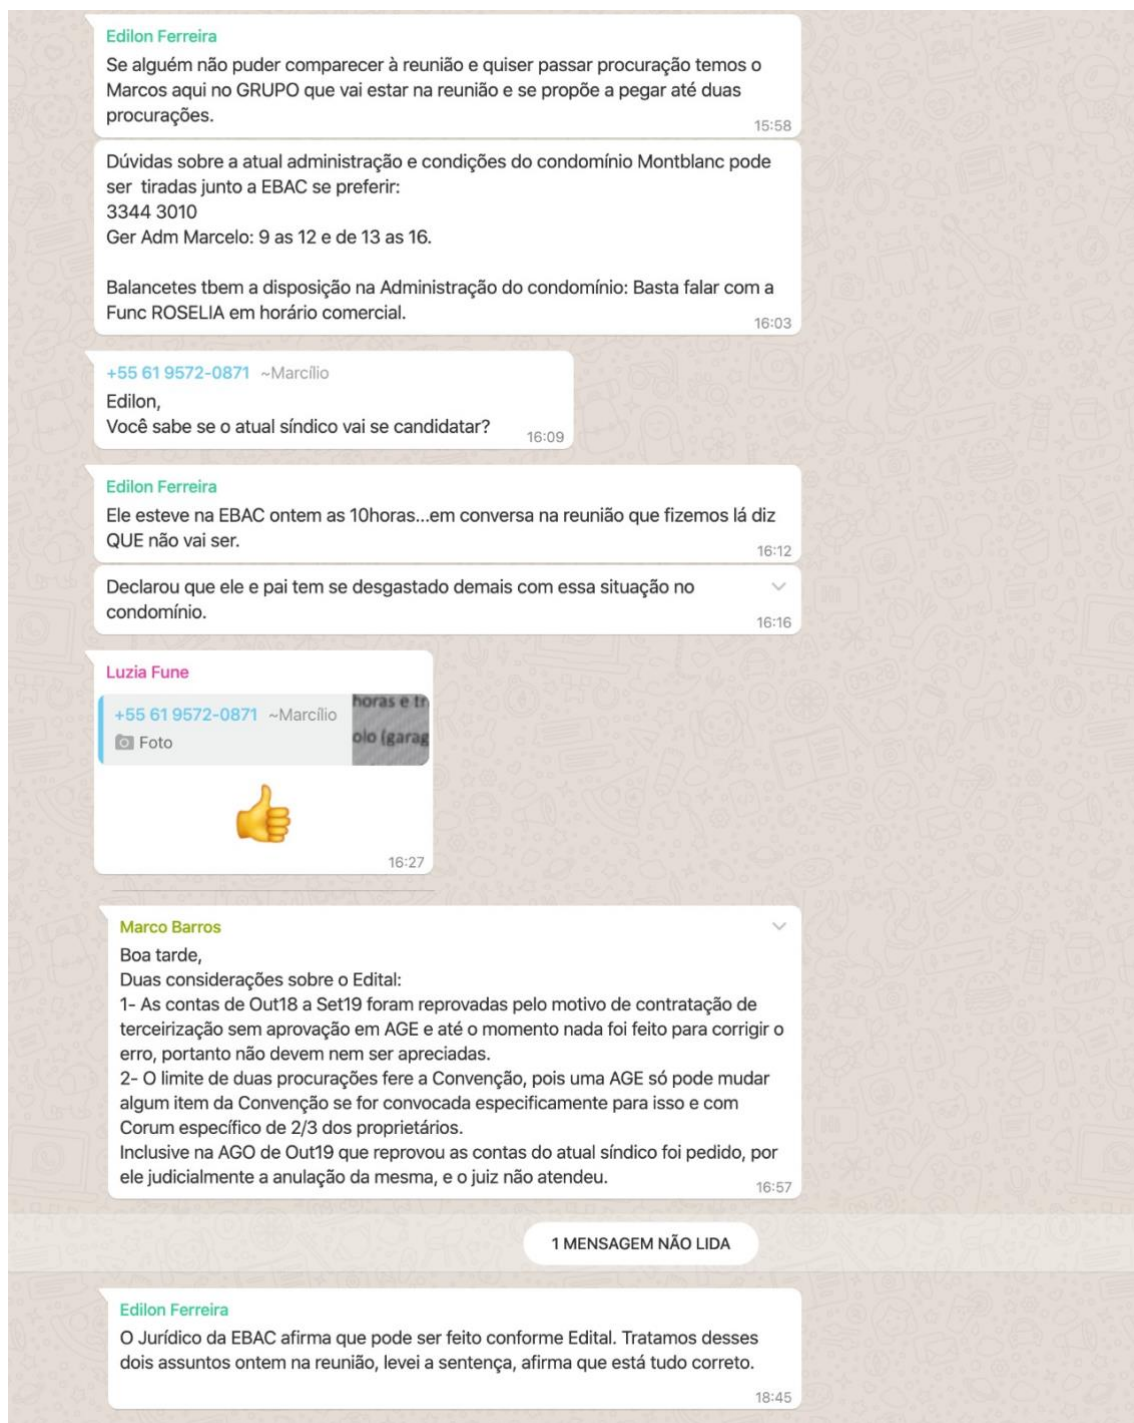 Edilon Ferreira
Se alguém não puder comparecer à reunião e quiser passar procuração temos o
Marcos aqui no GRUPO que vai estar na reunião e se propõe a pegar até duas
procurações.
15:58
Dúvidas sobre a atual administração e condições do condomínio Montblanc pode
ser tiradas junto a EBAC se preferir:
3344 3010
Ger Adm Marcelo: 9 as 12 e de 13 as 16.
Balancetes tbem a disposição na Administração do condomínio: Basta falar com a
Func ROSELIA em horário comercial.
16:03
+55 61 9572-0871 ~Marcílio
Edilon,
Você sabe se o atual síndico vai se candidatar?
16:09
Edilon Ferreira
Ele esteve na EBAC ontem as 10horas...em conversa na reunião que fizemos lá diz
QUE não vai ser.
16:12
Declarou que ele e pai tem se desgastado demais com essa situação no
condomínio.
16:16
Luzia Fune
+55 61 9572-0871 ~Marcílio
Foto
horas e tr
olo (garag
16:27
Marco Barros
Boa tarde,
Duas considerações sobre o Edital:
1- As contas de Out18 a Set19 foram reprovadas pelo motivo de contratação de
terceirização sem aprovação em AGE e até o momento nada foi feito para corrigir o
erro, portanto não devem nem ser apreciadas.
2- O limite de duas procurações fere a Convenção, pois uma AGE só pode mudar
algum item da Convenção se for convocada especificamente para isso e com
Corum específico de 2/3 dos proprietários.
Inclusive na AGO de Out19 que reprovou as contas do atual síndico foi pedido, por
ele judicialmente a anulação da mesma, e o juiz não atendeu.
16:57
1 MENSAGEM NÃO LIDA
Edilon Ferreira
O Jurídico da EBAC afirma que pode ser feito conforme Edital. Tratamos desses
dois assuntos ontem na reunião, levei a sentença, afirma que está tudo correto.
18:45